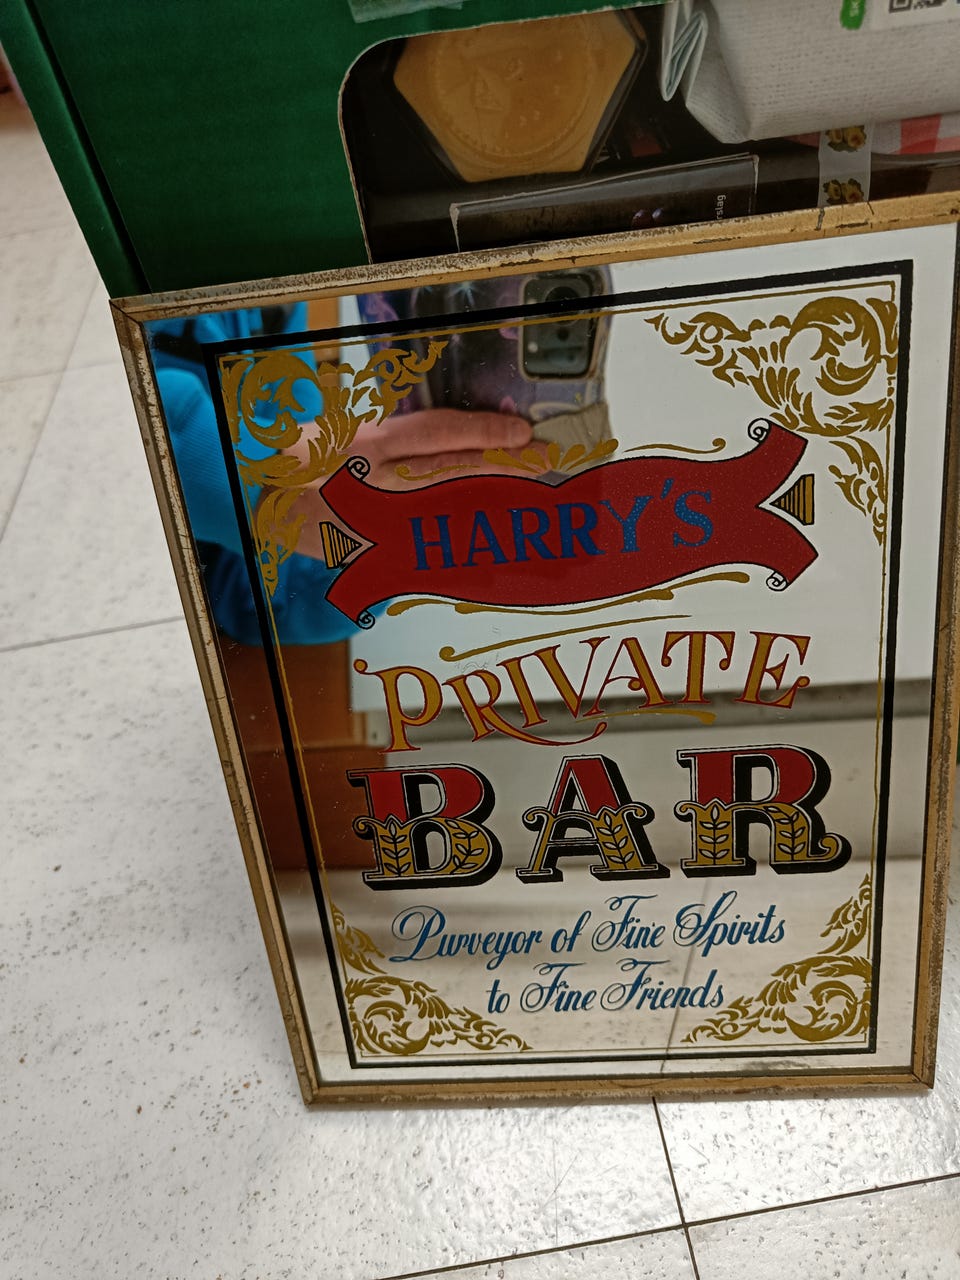 HARRY'S
PRIVATE
BAR
Purveyor of Fine Spirits
to Fine Friends